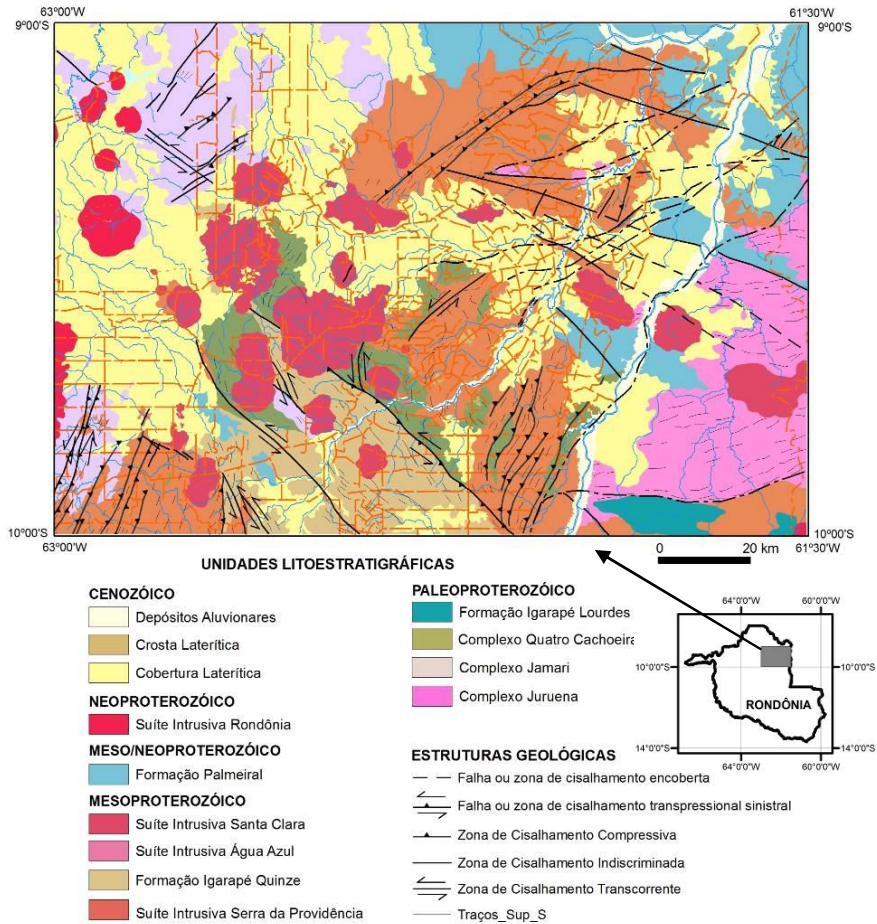 63°00'W
61°30'W
9°00'S
9°00'S
10°00'S
10°00'S
63°00'W
61°30'W
0 20 km
UNIDADES LITOESTRATIGRÁFICAS
CENOZÓICO
Depósitos Aluvionares
Crosta Laterítica
Cobertura Laterítica
NEOPROTEROZÓICO
Suíte Intrusiva Rondônia
MESO/NEOPROTEROZÓICO
Formação Palmeiral
MESOPROTEROZÓICO
Suíte Intrusiva Santa Clara
Suíte Intrusiva Água Azul
Formação Igarapé Quinze
Suíte Intrusiva Serra da Providência
PALEOPROTEROZÓICO
Formação Igarapé Lourdes
Complexo Quatro Cachoeira
Complexo Jamari
Complexo Juruena
ESTRUTURAS GEOLÓGICAS
Falha ou zona de cisalhamento encoberta
Falha ou zona de cisalhamento transpressional sinistral
Zona de Cisalhamento Compressiva
Zona de Cisalhamento Indiscriminada
Zona de Cisalhamento Transcorrente
Traços_Sup_S
64°0'0"W 60°0'0"W
10°0'0"S
10°0'0"S
RONDÔNIA
14°0'0"S
14°0'0"S
64°0'0"W 60°0'0"W